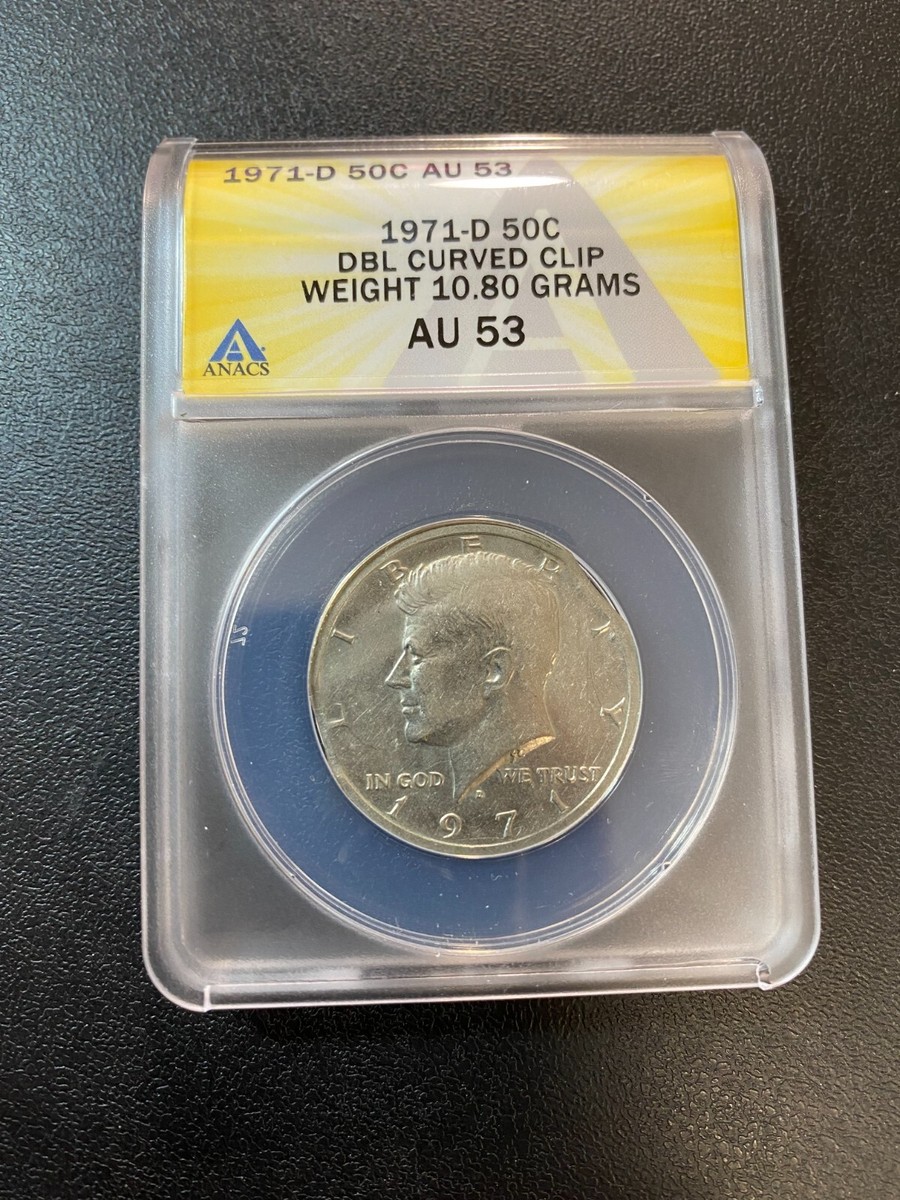 1971-D 50C AU 53
1971-D 50C
DBL CURVED CLIP
WEIGHT 10.80 GRAMS
AU 53
ANACS
LIBERTY
IN GOD WE TRUST
D
1971